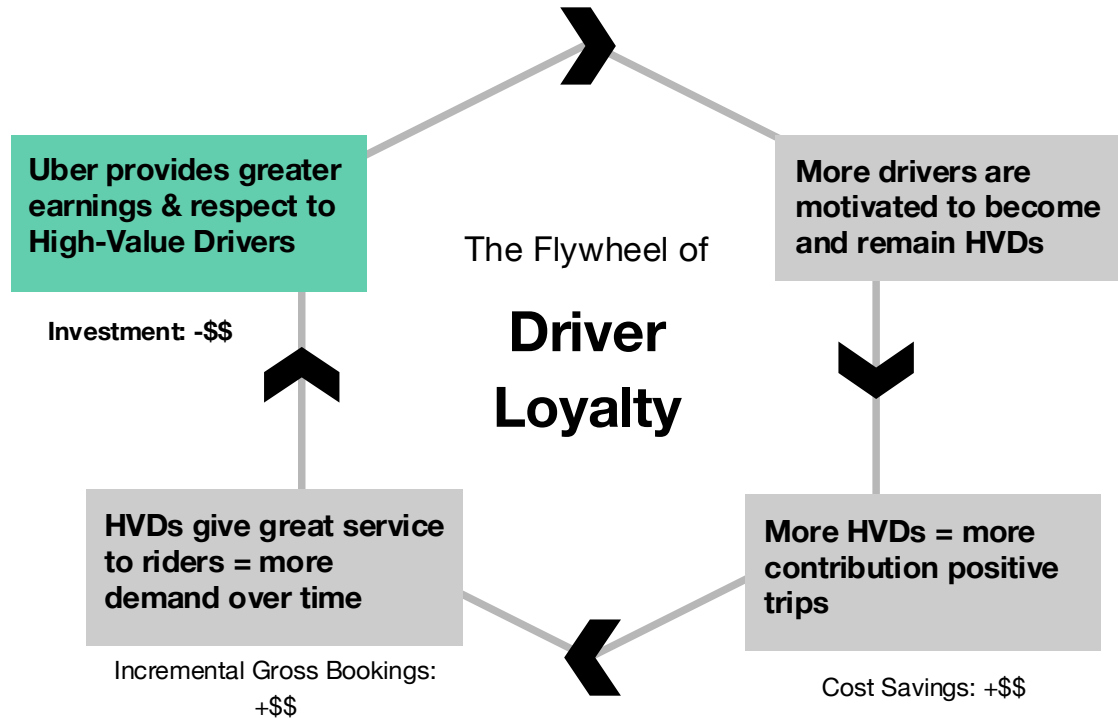 Uber provides greater
earnings & respect to
High-Value Drivers
Investment: -$$
The Flywheel of
Driver
Loyalty
More drivers are
motivated to become
and remain HVDs
More HVDs = more
contribution positive
trips
Cost Savings: +$$
HVDs give great service
to riders = more
demand over time
Incremental Gross Bookings:
+$$